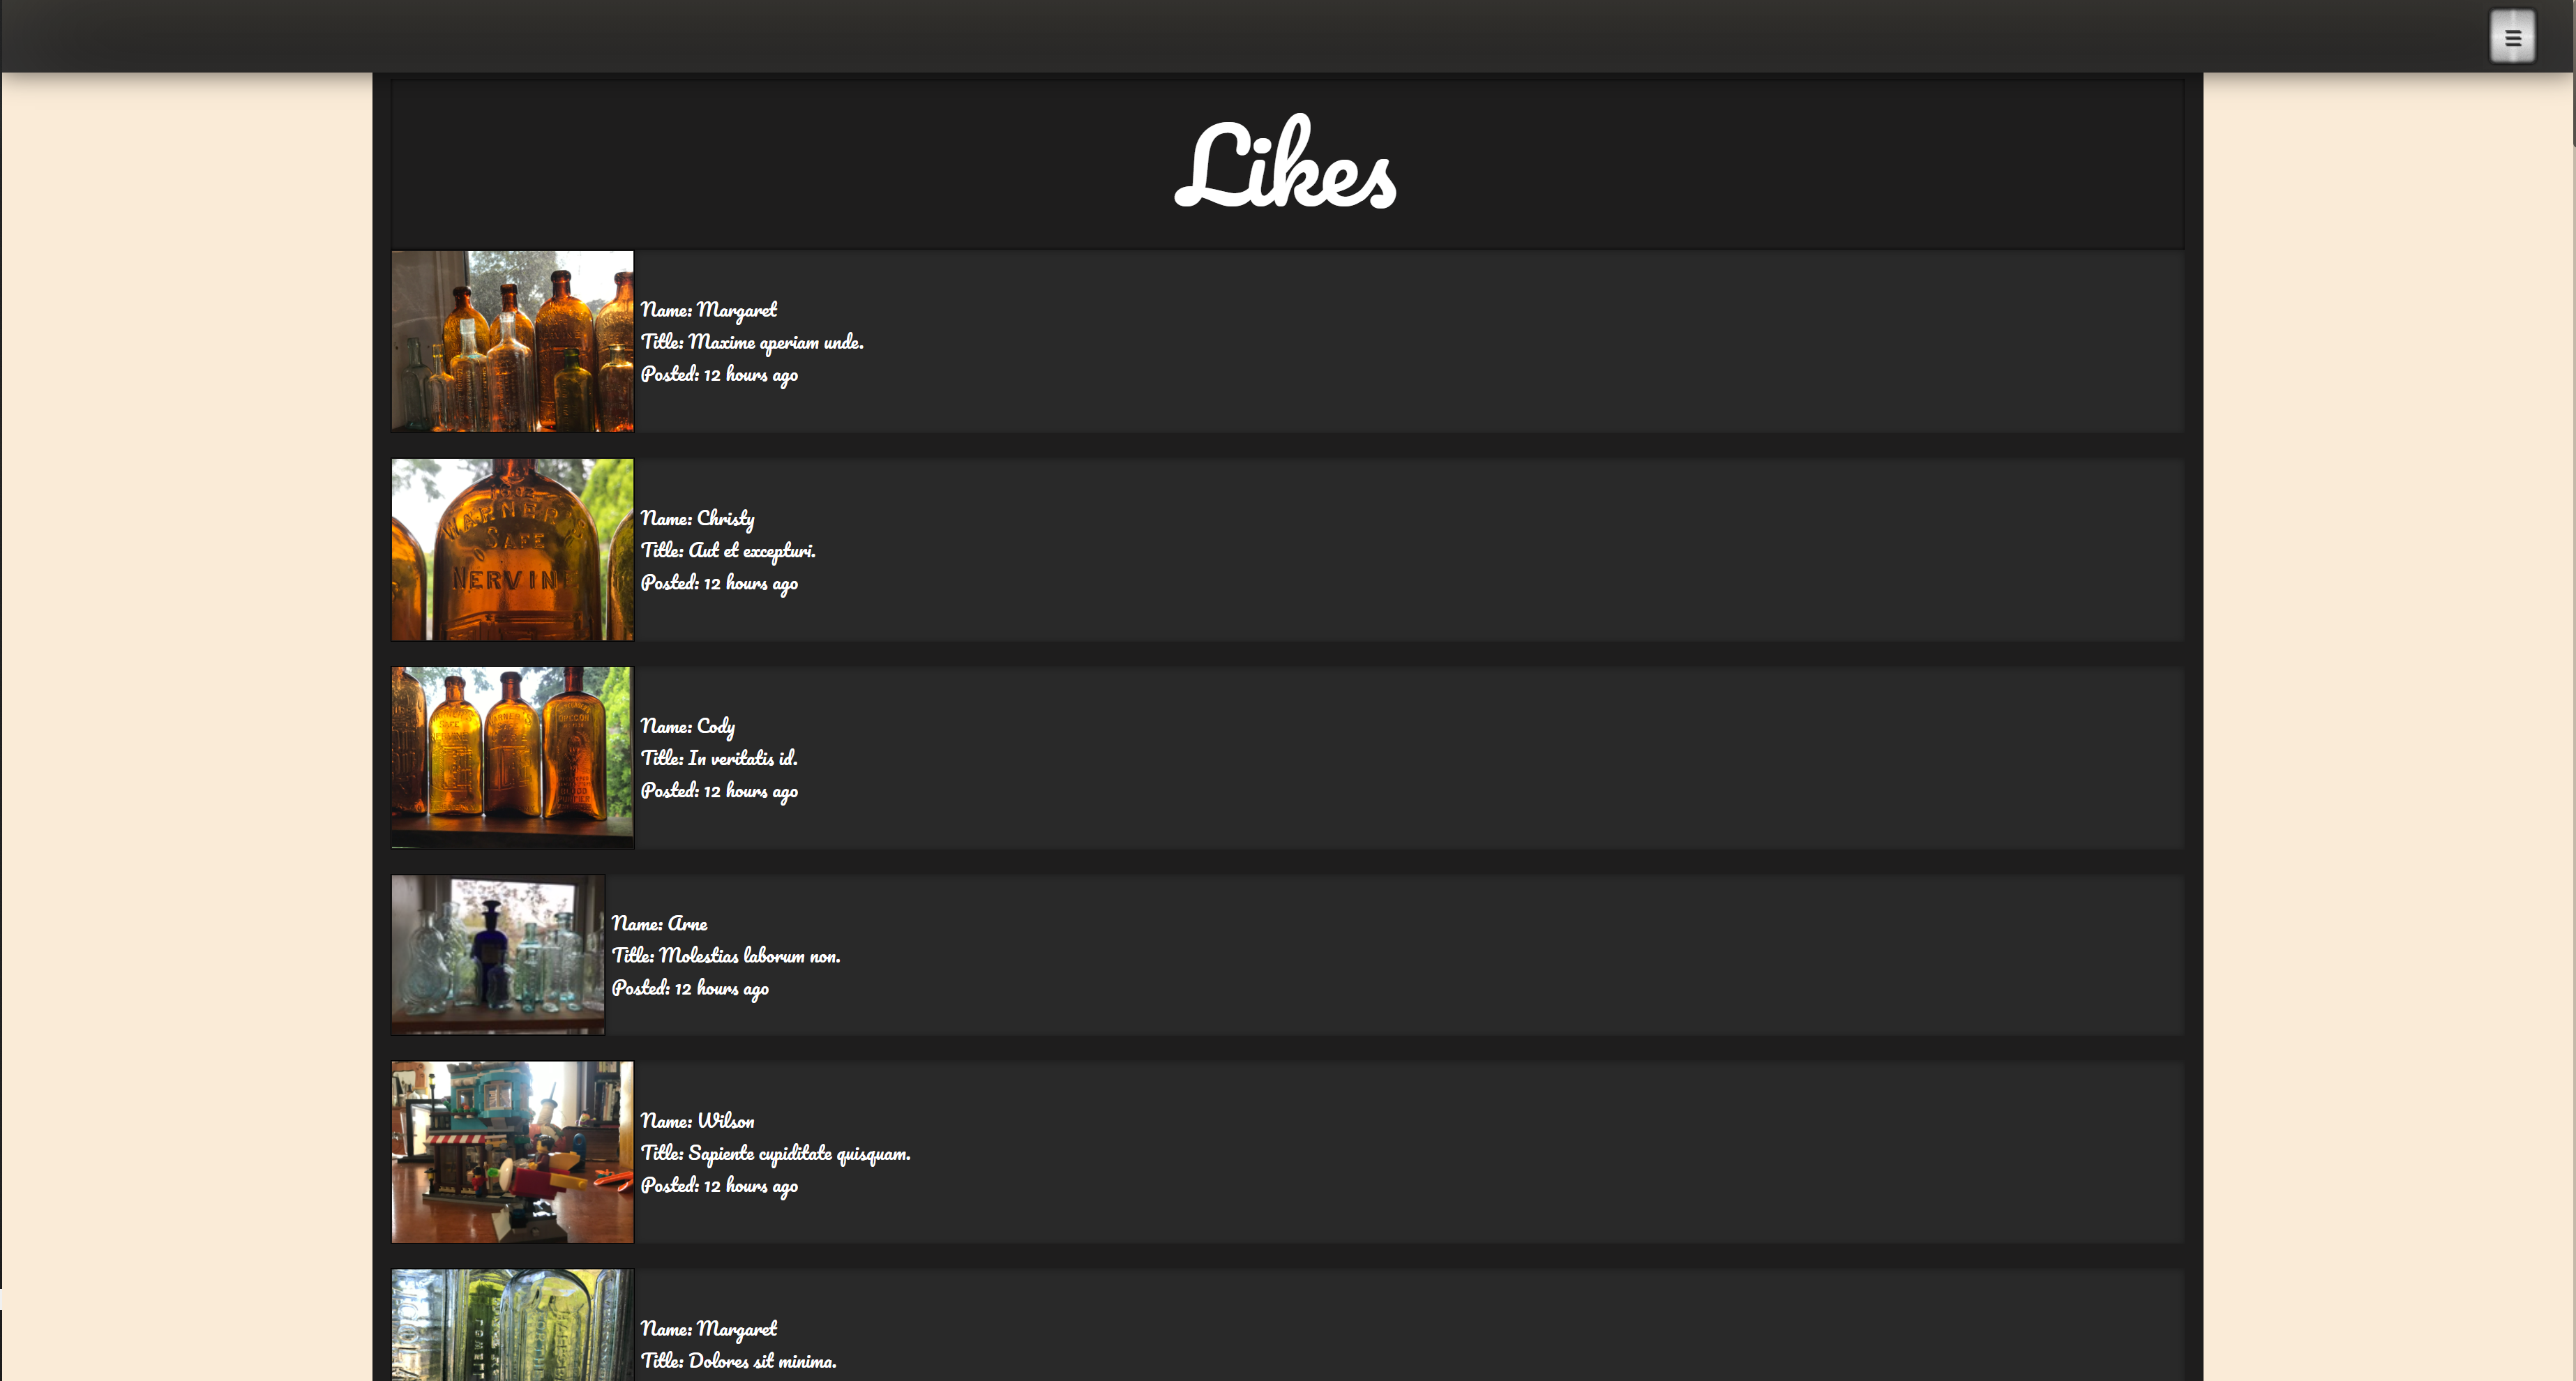 Likes
Name: Margaret
Title: Maxime aperiam unde.
Posted: 12 hours ago
WARNER'S
SAFE
NERVINE
Name: Christy
Title: Aut et excepturi.
Posted: 12 hours ago
Name: Cody
Title: In veritatis id.
Posted: 12 hours ago
Name: Arne
Title: Molestias laborum non.
Posted: 12 hours ago
Name: Wilson
Title: Sapiente cupiditate quisquam.
Posted: 12 hours ago
Name: Margaret
Title: Dolores sit minima.